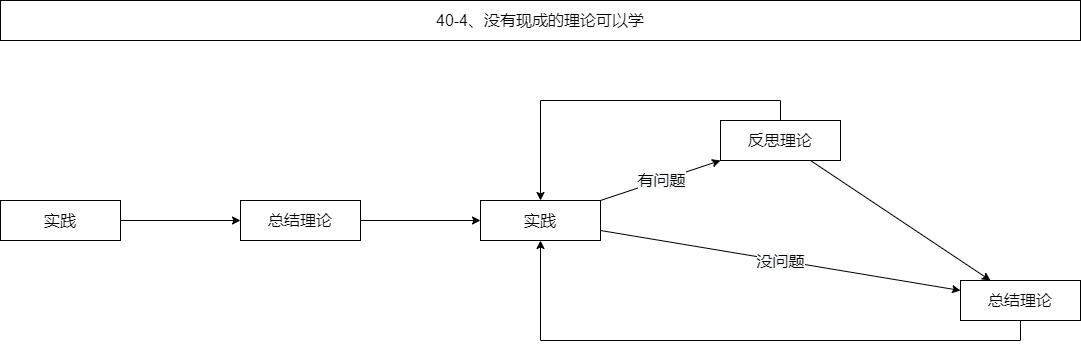 40-4、没有现成的理论可以学
反思理论
有问题
实践
总结理论
实践
没问题
总结理论